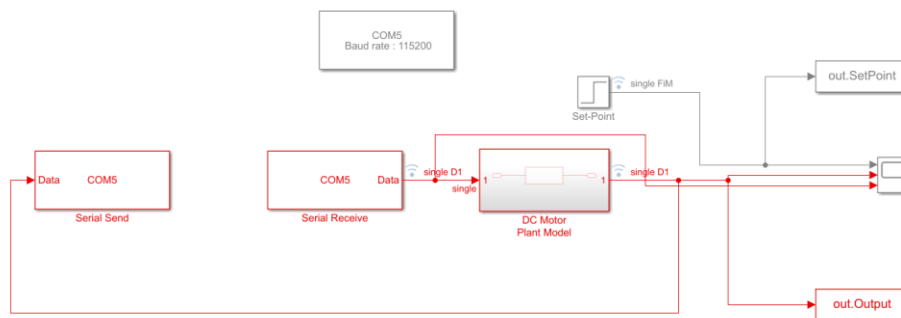 COM5
Baud rate : 115200
single FiM
out.SetPoint
Set-Point
Data
COM5
Serial Send
COM5
Data
Serial Receive
single D1
single
1
1
single D1
DC Motor
Plant Model
out.Output